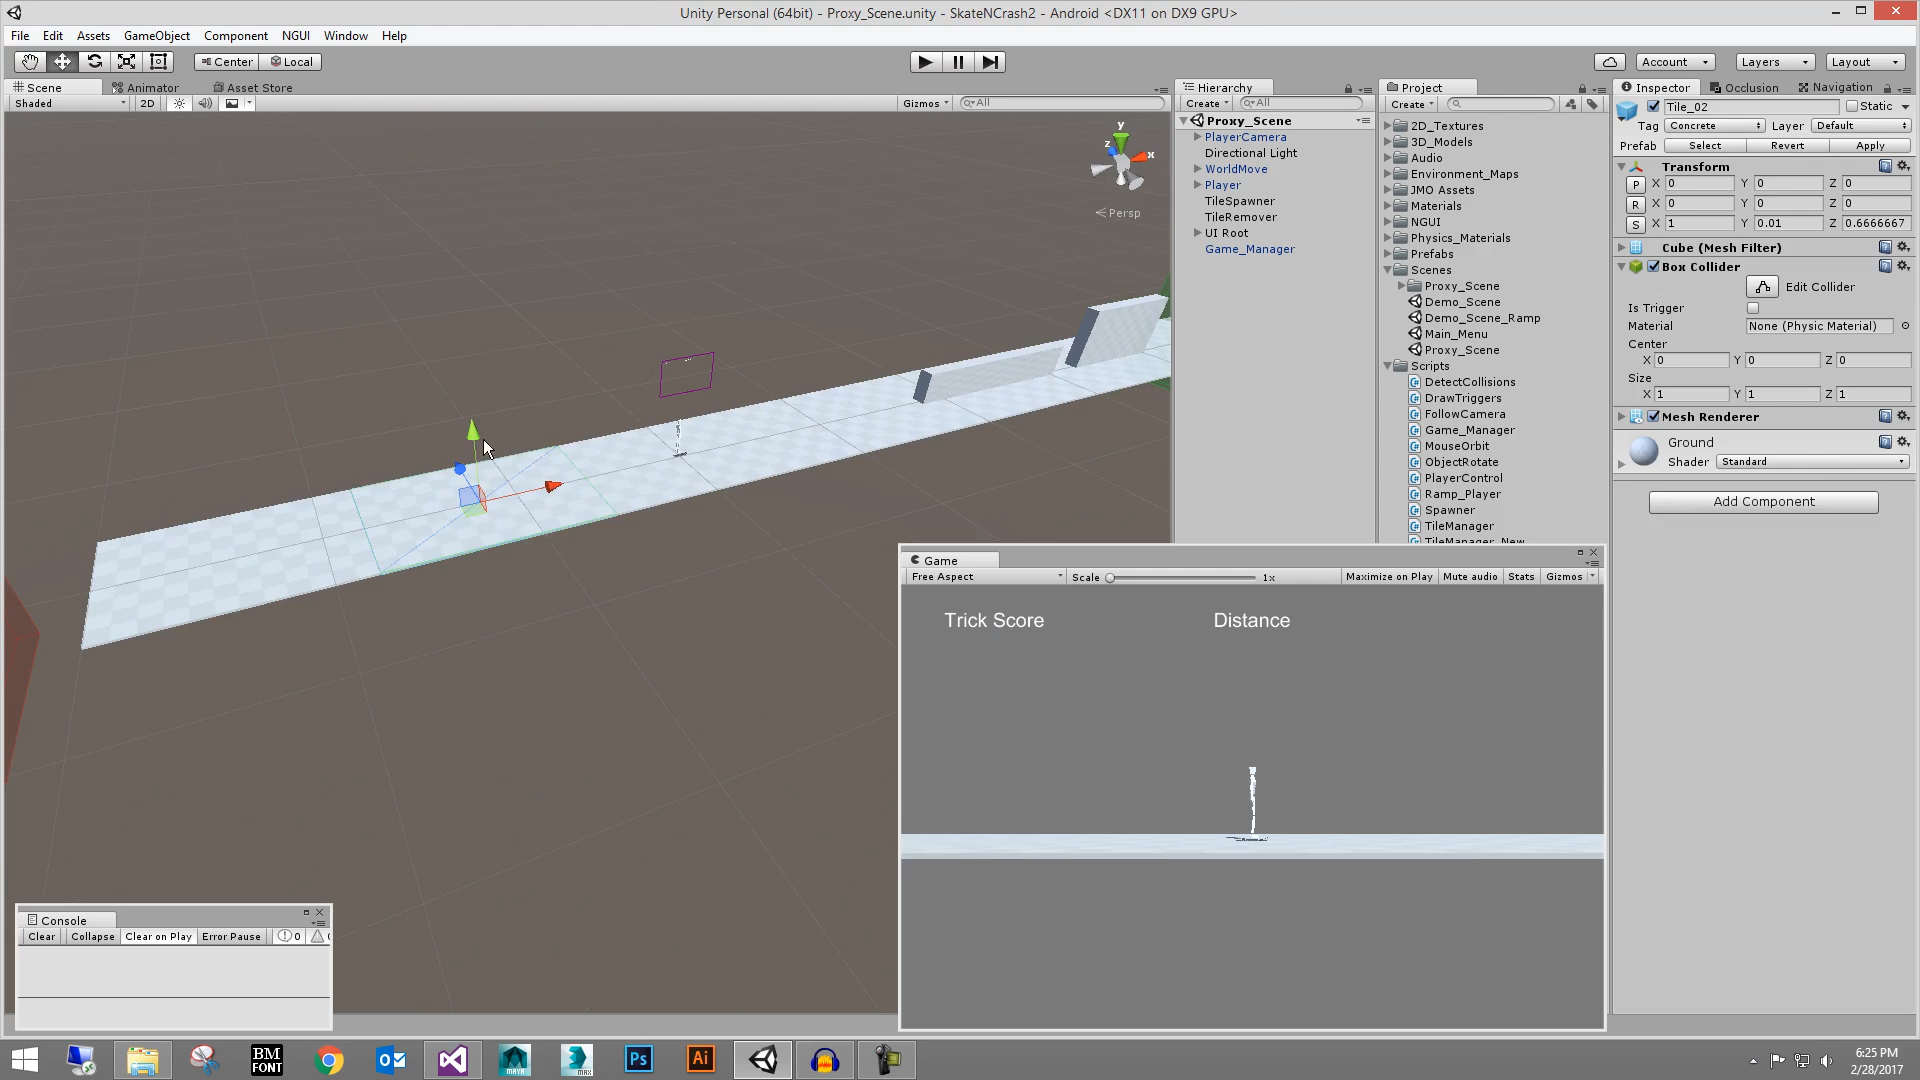 Unity Personal (64bit) - Proxy_Scene.unity - SkateNCrash2 - Android <DX11 on DX9 GPU>
File Edit Assets GameObject Component NGUI Window Help
Center Local
Account Layers Layout
Scene Animator Asset Store
Shaded 2D Gizmos All
y
z
x
Persp
Hierarchy
Create All
Proxy_Scene
PlayerCamera
Directional Light
WorldMove
Player
TileSpawner
TileRemover
UI Root
Game_Manager
Project
Create
2D_Textures
3D_Models
Audio
Environment_Maps
JMO Assets
Materials
NGUI
Physics_Materials
Prefabs
Scenes
Proxy_Scene
Demo_Scene
Demo_Scene_Ramp
Main_Menu
Proxy_Scene
Scripts
DetectCollisions
DrawTriggers
FollowCamera
Game_Manager
MouseOrbit
ObjectRotate
PlayerControl
Ramp_Player
Spawner
TileManager
TileManager_New
Inspector Occlusion Navigation
Tile_02 Static
Tag Concrete Layer Default
Prefab Select Revert Apply
Transform
P X 0 Y 0 Z 0
R X 0 Y 0 Z 0
S X 1 Y 0.01 Z 0.6666667
Cube (Mesh Filter)
Box Collider
Edit Collider
Is Trigger
Material None (Physic Material)
Center
X 0 Y 0 Z 0
Size
X 1 Y 1 Z 1
Mesh Renderer
Ground
Shader Standard
Add Component
Game
Free Aspect Scale 1x Maximize on Play Mute audio Stats Gizmos
Trick Score Distance
Console
Clear Collapse Clear on Play Error Pause 0
BM
FONT
MAYA
MAX
Ps
Ai
6:25 PM
2/28/2017